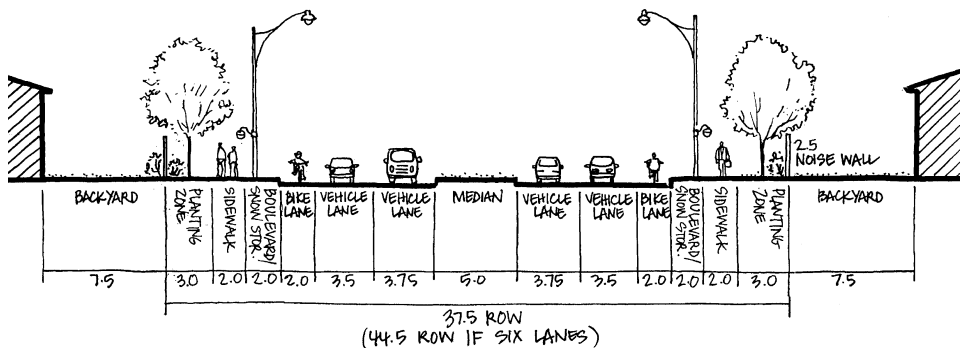 2.5
NOISE WALL
BACKYARD
PLANTING
ZONE
SIDEWALK
BOULEVARD/
SNOW STOR.
BIKE
LANE
VEHICLE
LANE
VEHICLE
LANE
MEDIAN
VEHICLE
LANE
VEHICLE
LANE
BIKE
LANE
BOULEVARD/
SNOW STOR.
SIDEWALK
PLANTING
ZONE
BACKYARD
7.5 3.0 2.0 2.0 2.0 3.5 3.75 5.0 3.75 3.5 2.0 2.0 2.0 3.0 7.5
37.5 ROW
(44.5 ROW IF SIX LANES)